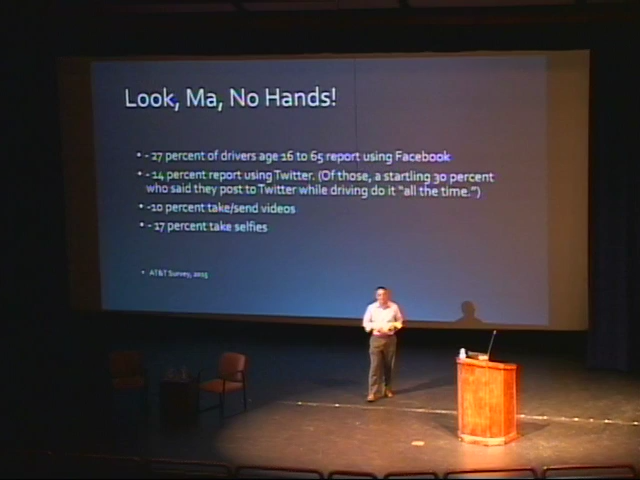 Look, Ma, No Hands!
• - 27 percent of drivers age 16 to 65 report using Facebook
• - 14 percent report using Twitter. (Of those, a startling 30 percent
who said they post to Twitter while driving do it “all the time.”)
• -10 percent take/send videos
• - 17 percent take selfies
• AT&T Survey, 2015